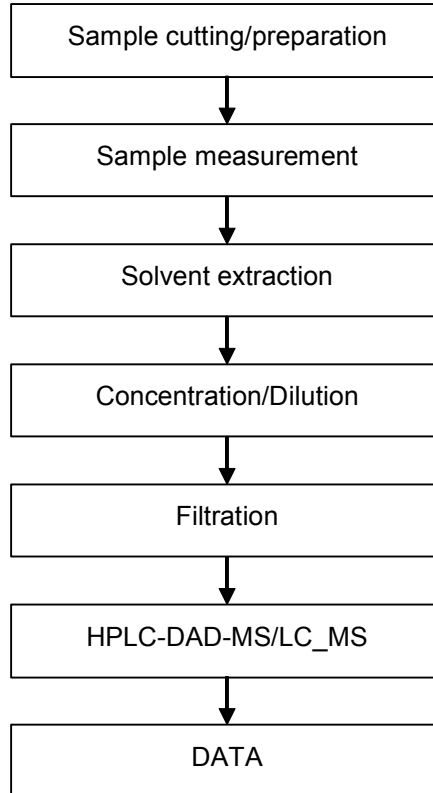 Sample cutting/preparation
Sample measurement
Solvent extraction
Concentration/Dilution
Filtration
HPLC-DAD-MS/LC_MS
DATA